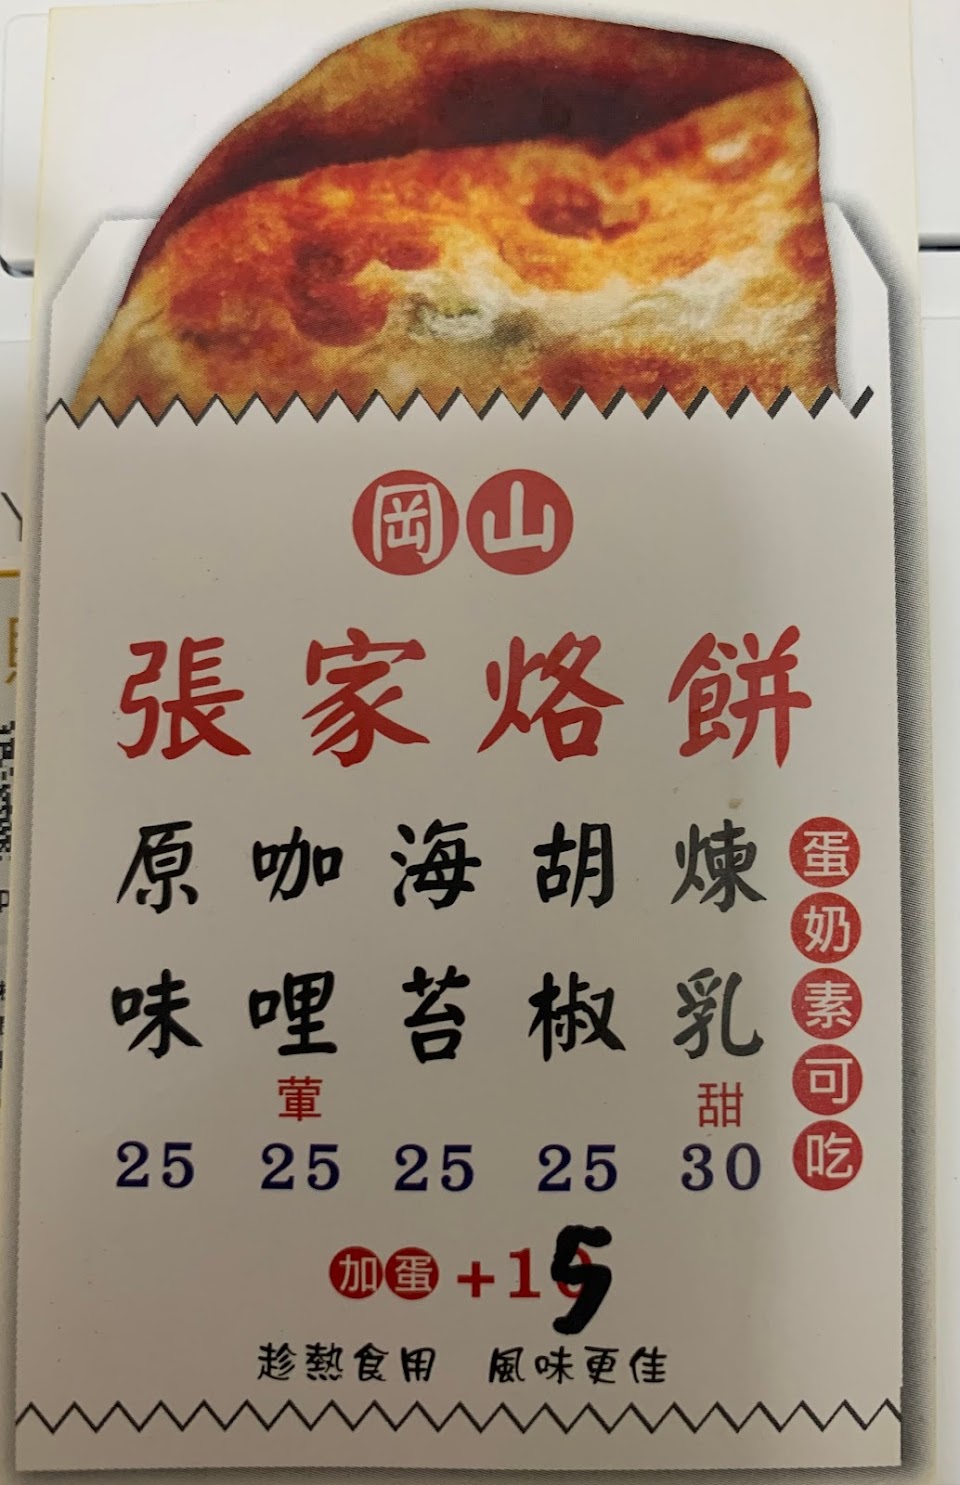 岡山
張家烙餅
原味 25
咖哩 葷 25
海苔 25
胡椒 25
煉乳 甜 30
蛋奶素可吃
加蛋 +15
趁熱食用 風味更佳